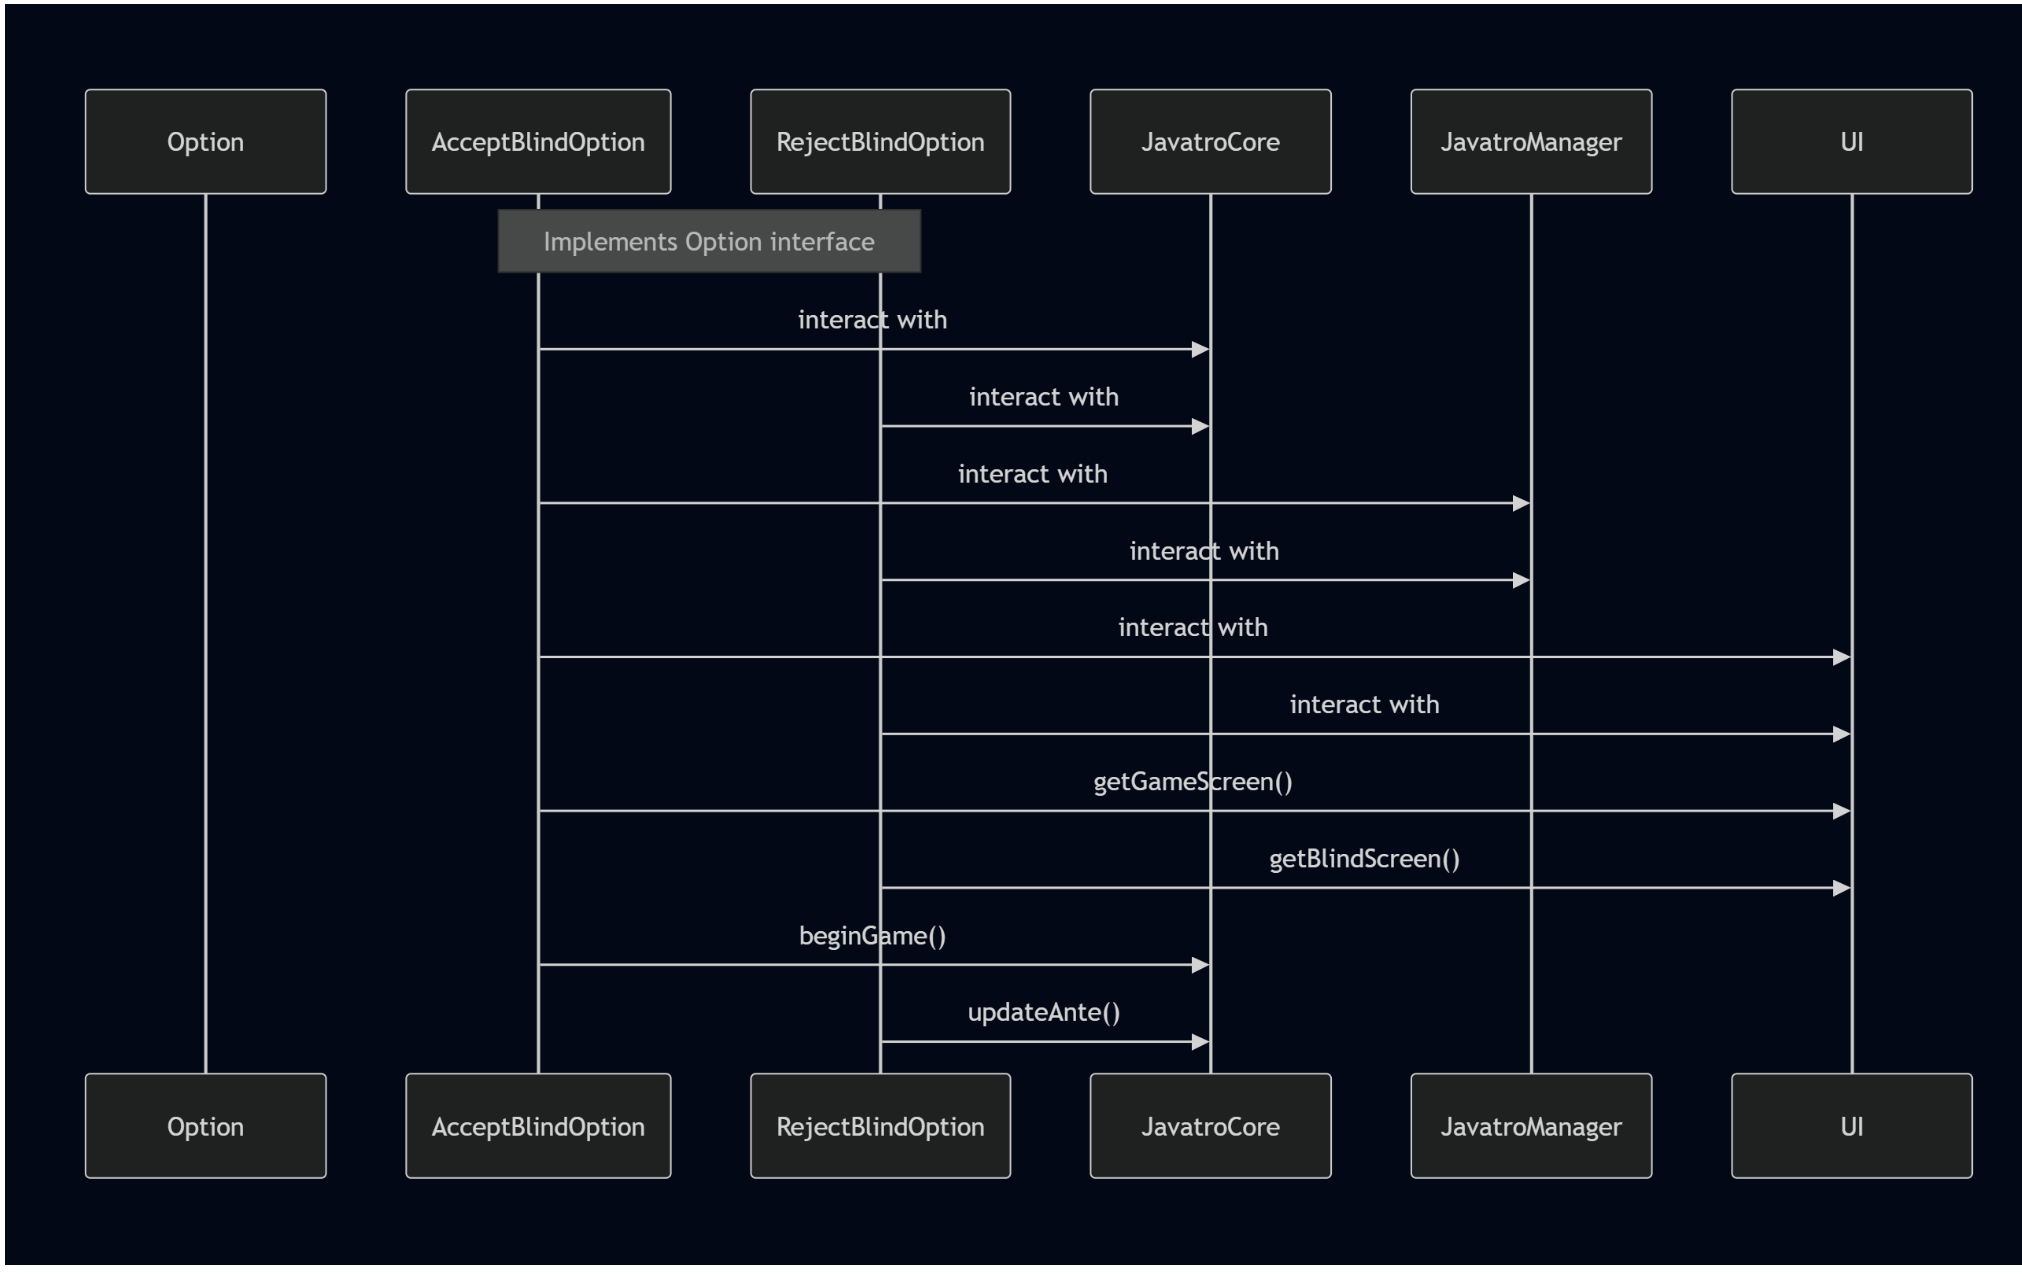 Option
AcceptBlindOption
RejectBlindOption
JavatroCore
JavatroManager
UI
Implements Option interface
interact with
interact with
interact with
interact with
interact with
interact with
getGameScreen()
getBlindScreen()
beginGame()
updateAnte()
Option
AcceptBlindOption
RejectBlindOption
JavatroCore
JavatroManager
UI